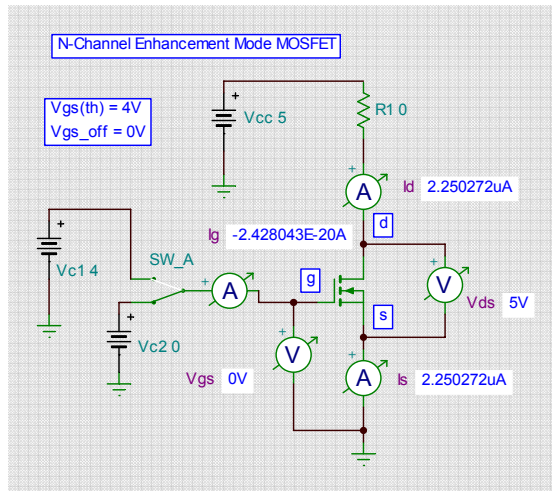 N-Channel Enhancement Mode MOSFET
Vgs(th) = 4V
Vgs_off = 0V
+
Vcc 5
R1 0
+
A
Id 2.250272uA
d
Ig -2.428043E-20A
+
Vc1 4
SW_A
+
A
g
+
V
Vds 5V
s
+
Vc2 0
+
V
Vgs 0V
+
A
Is 2.250272uA